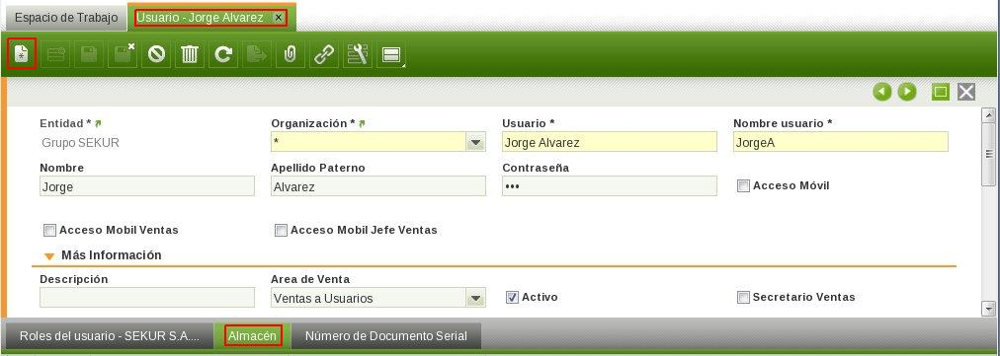 Espacio de Trabajo Usuario - Jorge Alvarez x
Entidad * Organización * Usuario * Nombre usuario *
Grupo SEKUR * Jorge Alvarez JorgeA
Nombre Apellido Paterno Contraseña
Jorge Alvarez ••• Acceso Móvil
Acceso Mobil Ventas Acceso Mobil Jefe Ventas
Más Información
Descripción Area de Venta
Ventas a Usuarios Activo Secretario Ventas
Roles del usuario - SEKUR S.A.... Almacén Número de Documento Serial